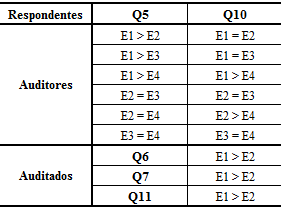 Respondentes Q5 Q10
E1 > E2 E1 = E2
E1 > E3 E1 = E3
Auditores E1 > E4 E1 > E4
E2 = E3 E2 = E3
E2 = E4 E2 > E4
E3 = E4 E3 = E4
Q6 E1 > E2
Auditados Q7 E1 > E2
Q11 E1 > E2